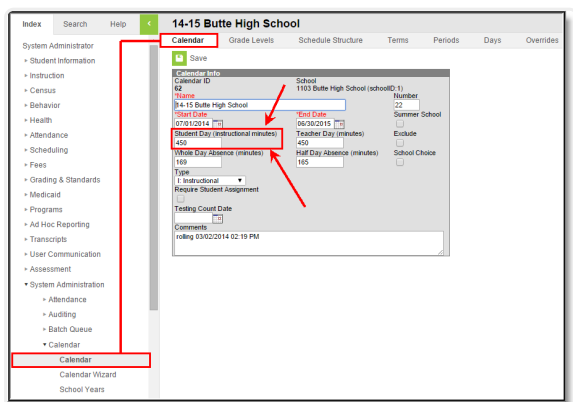 Index Search Help <
System Administrator
Student Information
Instruction
Census
Behavior
Health
Attendance
Scheduling
Fees
Grading & Standards
Medicaid
Programs
Ad Hoc Reporting
Transcripts
User Communication
Assessment
System Administration
Attendance
Auditing
Batch Queue
Calendar
Calendar
Calendar Wizard
School Years
14-15 Butte High School
Calendar Grade Levels Schedule Structure Terms Periods Days Overrides
Save
Calendar Info
Calendar ID School
62 1103 Butte High School (schoolID:1)
*Name Number
14-15 Butte High School 22
*Start Date *End Date Summer School
07/01/2014 06/30/2015
Student Day (instructional minutes) Teacher Day (minutes) Exclude
450 450
Whole Day Absence (minutes) Half Day Absence (minutes) School Choice
169 165
Type
I: Instructional
Require Student Assignment
Testing Count Date
Comments
rolling 03/02/2014 02:19 PM